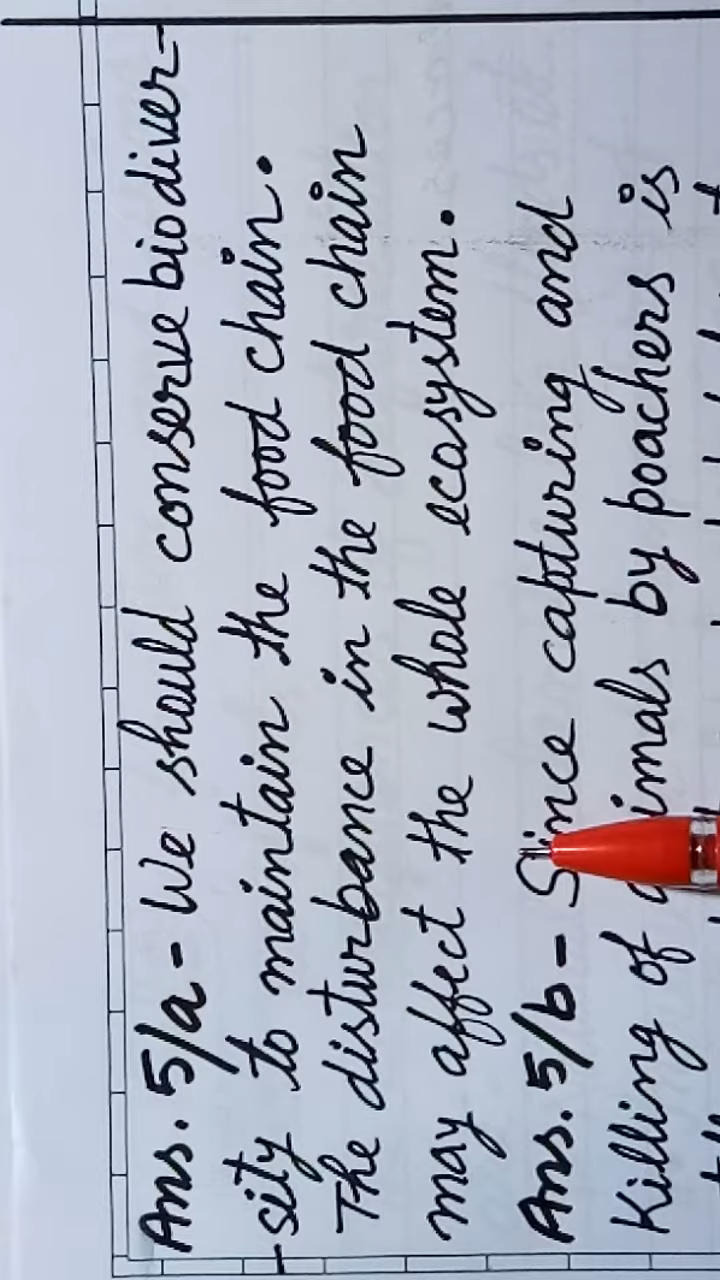 Ans. 5/a - We should conserve biodiver-
-sity to maintain the food chain.
The disturbance in the food chain
may affect the whole ecosystem.
Ans. 5/b - Since capturing and
Killing of animals by poachers is